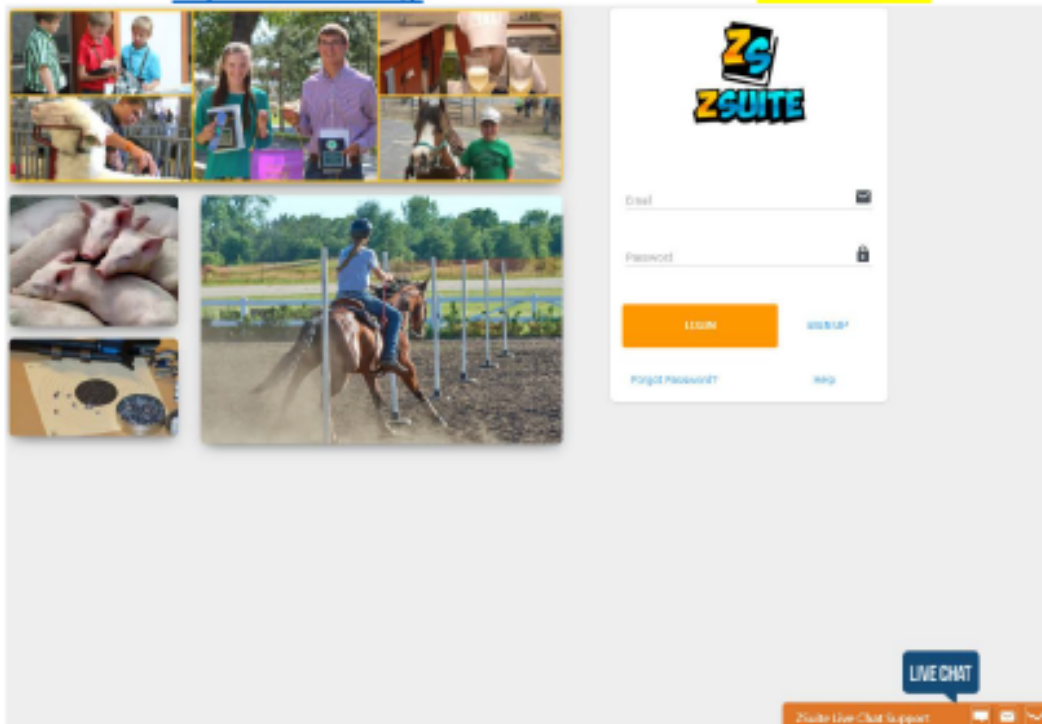 ZS
ZSUITE
Email
Password
LOGIN
SIGN UP
Forgot Password?
Help
LIVE CHAT
ZSuite Live Chat Support